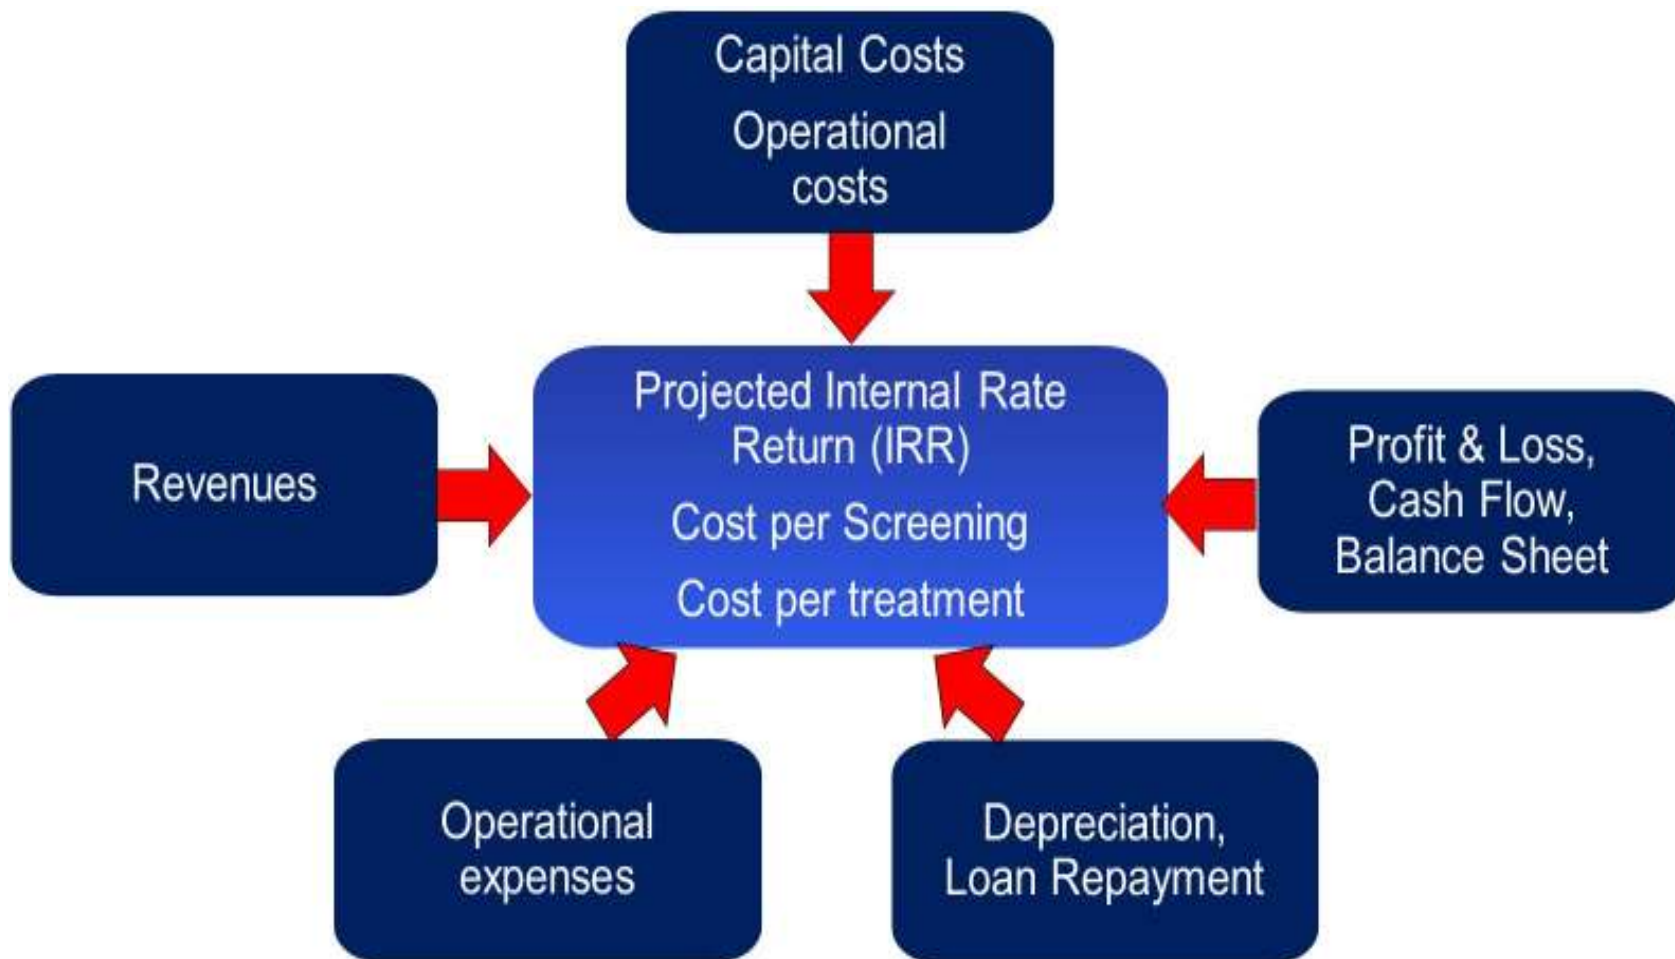 Capital Costs
Operational
costs
Revenues
Projected Internal Rate
Return (IRR)
Cost per Screening
Cost per treatment
Profit & Loss,
Cash Flow,
Balance Sheet
Operational
expenses
Depreciation,
Loan Repayment